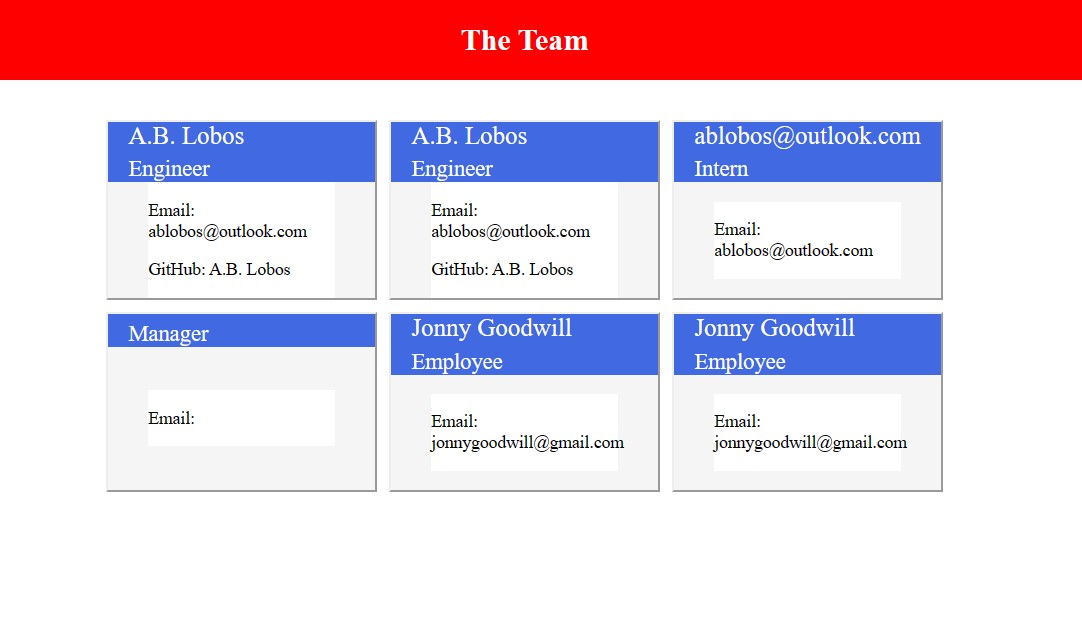 The Team
A.B. Lobos
Engineer
Email:
ablobos@outlook.com
GitHub: A.B. Lobos
A.B. Lobos
Engineer
Email:
ablobos@outlook.com
GitHub: A.B. Lobos
ablobos@outlook.com
Intern
Email:
ablobos@outlook.com
Manager
Email:
Jonny Goodwill
Employee
Email:
jonnygoodwill@gmail.com
Jonny Goodwill
Employee
Email:
jonnygoodwill@gmail.com